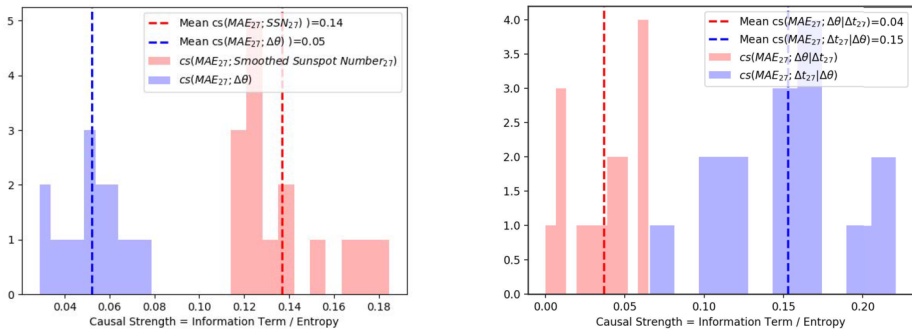 Mean cs(MAE₂₇; SSN₂₇) )=0.14
Mean cs(MAE₂₇; Δθ) )=0.05
cs(MAE₂₇; Smoothed Sunspot Number₂₇)
cs(MAE₂₇; Δθ)
5
4
3
2
1
0
0.04 0.06 0.08 0.10 0.12 0.14 0.16 0.18
Causal Strength = Information Term / Entropy
Mean cs(MAE₂₇; Δθ|Δt₂₇)=0.04
Mean cs(MAE₂₇; Δt₂₇|Δθ)=0.15
cs(MAE₂₇; Δθ|Δt₂₇)
cs(MAE₂₇; Δt₂₇|Δθ)
4.0
3.5
3.0
2.5
2.0
1.5
1.0
0.5
0.0
0.00 0.05 0.10 0.15 0.20
Causal Strength = Information Term / Entropy